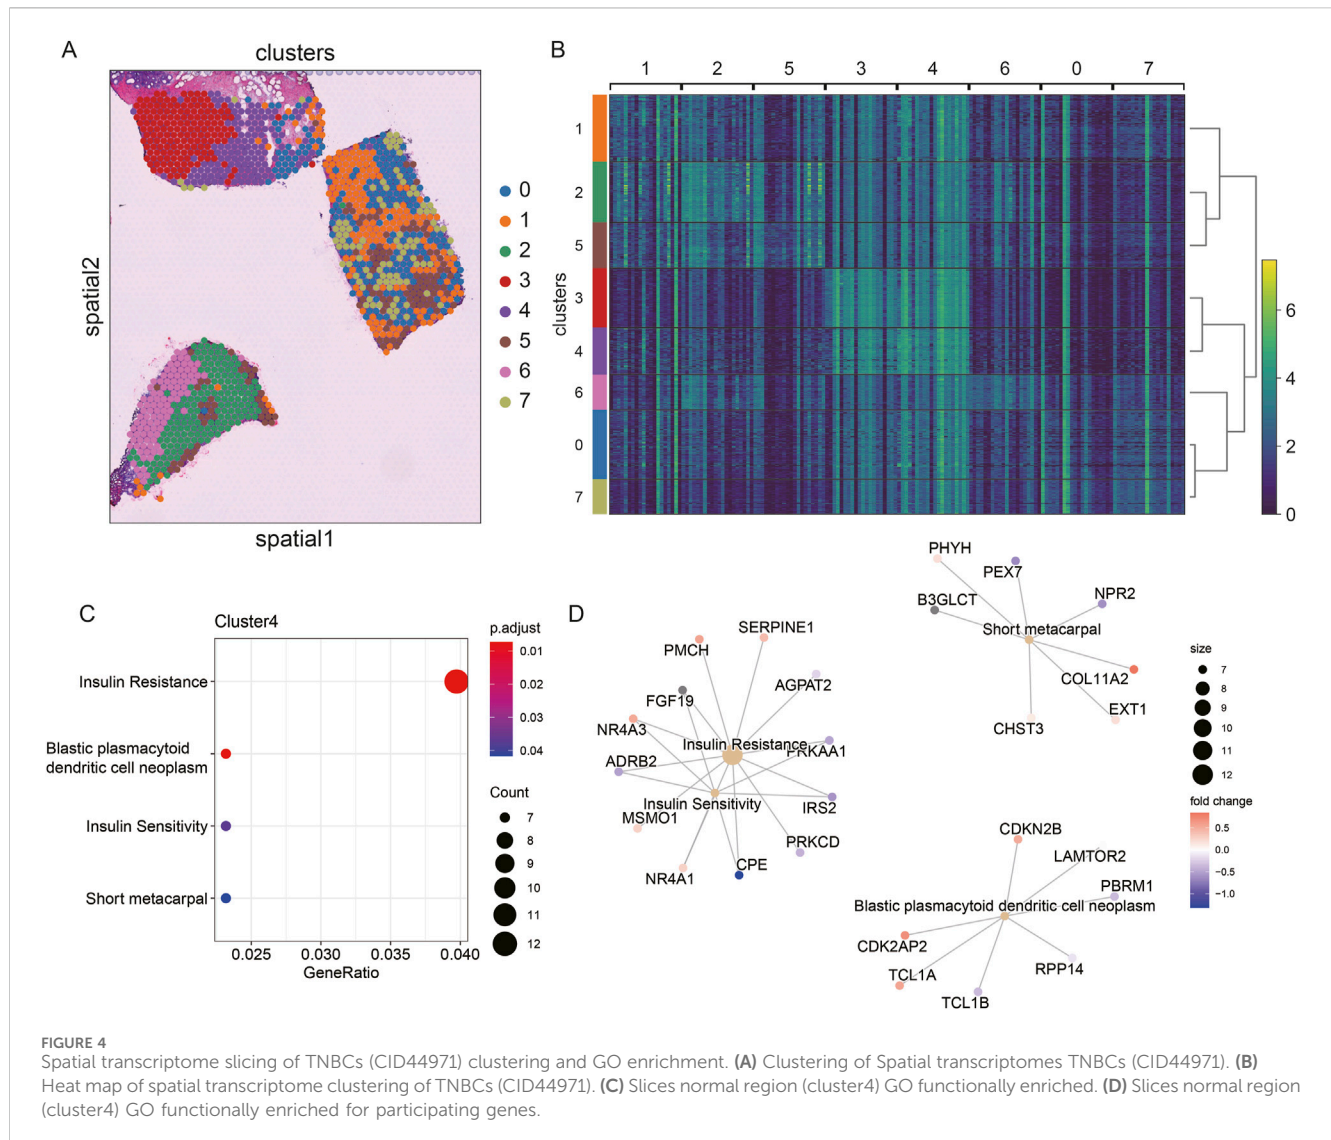 A
clusters
spatial2
spatial1
0
1
2
3
4
5
6
7
B
1 2 5 3 4 6 0 7
clusters
1
2
5
3
4
6
0
7
6
4
2
0
C
Cluster4
Insulin Resistance
Blastic plasmacytoid
dendritic cell neoplasm
Insulin Sensitivity
Short metacarpal
0.025 0.030 0.035 0.040
GeneRatio
p.adjust
0.01
0.02
0.03
0.04
Count
7
8
9
10
11
12
D
SERPINE1
PMCH
AGPAT2
FGF19
NR4A3
Insulin Resistance
PRKAA1
ADRB2
Insulin Sensitivity
IRS2
MSMO1
PRKCD
CPE
NR4A1
PHYH
PEX7
B3GLCT
NPR2
Short metacarpal
COL11A2
EXT1
CHST3
CDKN2B
LAMTOR2
PBRM1
Blastic plasmacytoid dendritic cell neoplasm
CDK2AP2
TCL1A
RPP14
TCL1B
size
7
8
9
10
11
12
fold change
0.5
0.0
−0.5
−1.0
FIGURE 4
Spatial transcriptome slicing of TNBCs (CID44971) clustering and GO enrichment. (A) Clustering of Spatial transcriptomes TNBCs (CID44971). (B)
Heat map of spatial transcriptome clustering of TNBCs (CID44971). (C) Slices normal region (cluster4) GO functionally enriched. (D) Slices normal region
(cluster4) GO functionally enriched for participating genes.